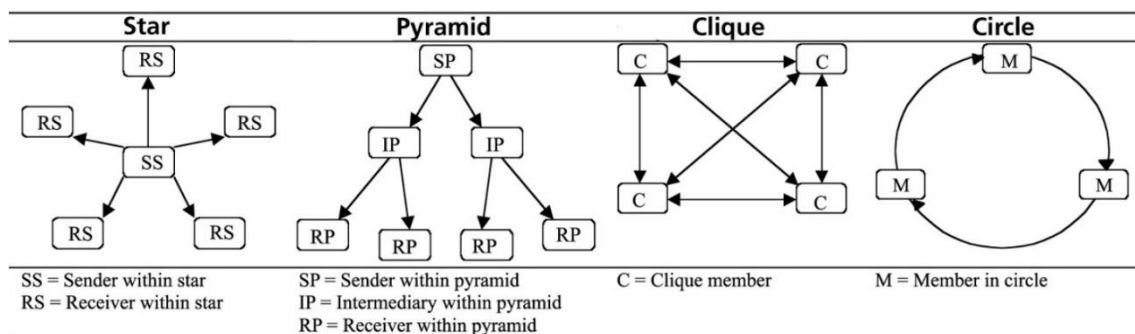 Star
Pyramid
Clique
Circle
RS
RS
RS
SS
RS
RS
SP
IP
IP
RP
RP
RP
RP
C
C
C
C
M
M
M
SS = Sender within star
RS = Receiver within star
SP = Sender within pyramid
IP = Intermediary within pyramid
RP = Receiver within pyramid
C = Clique member
M = Member in circle